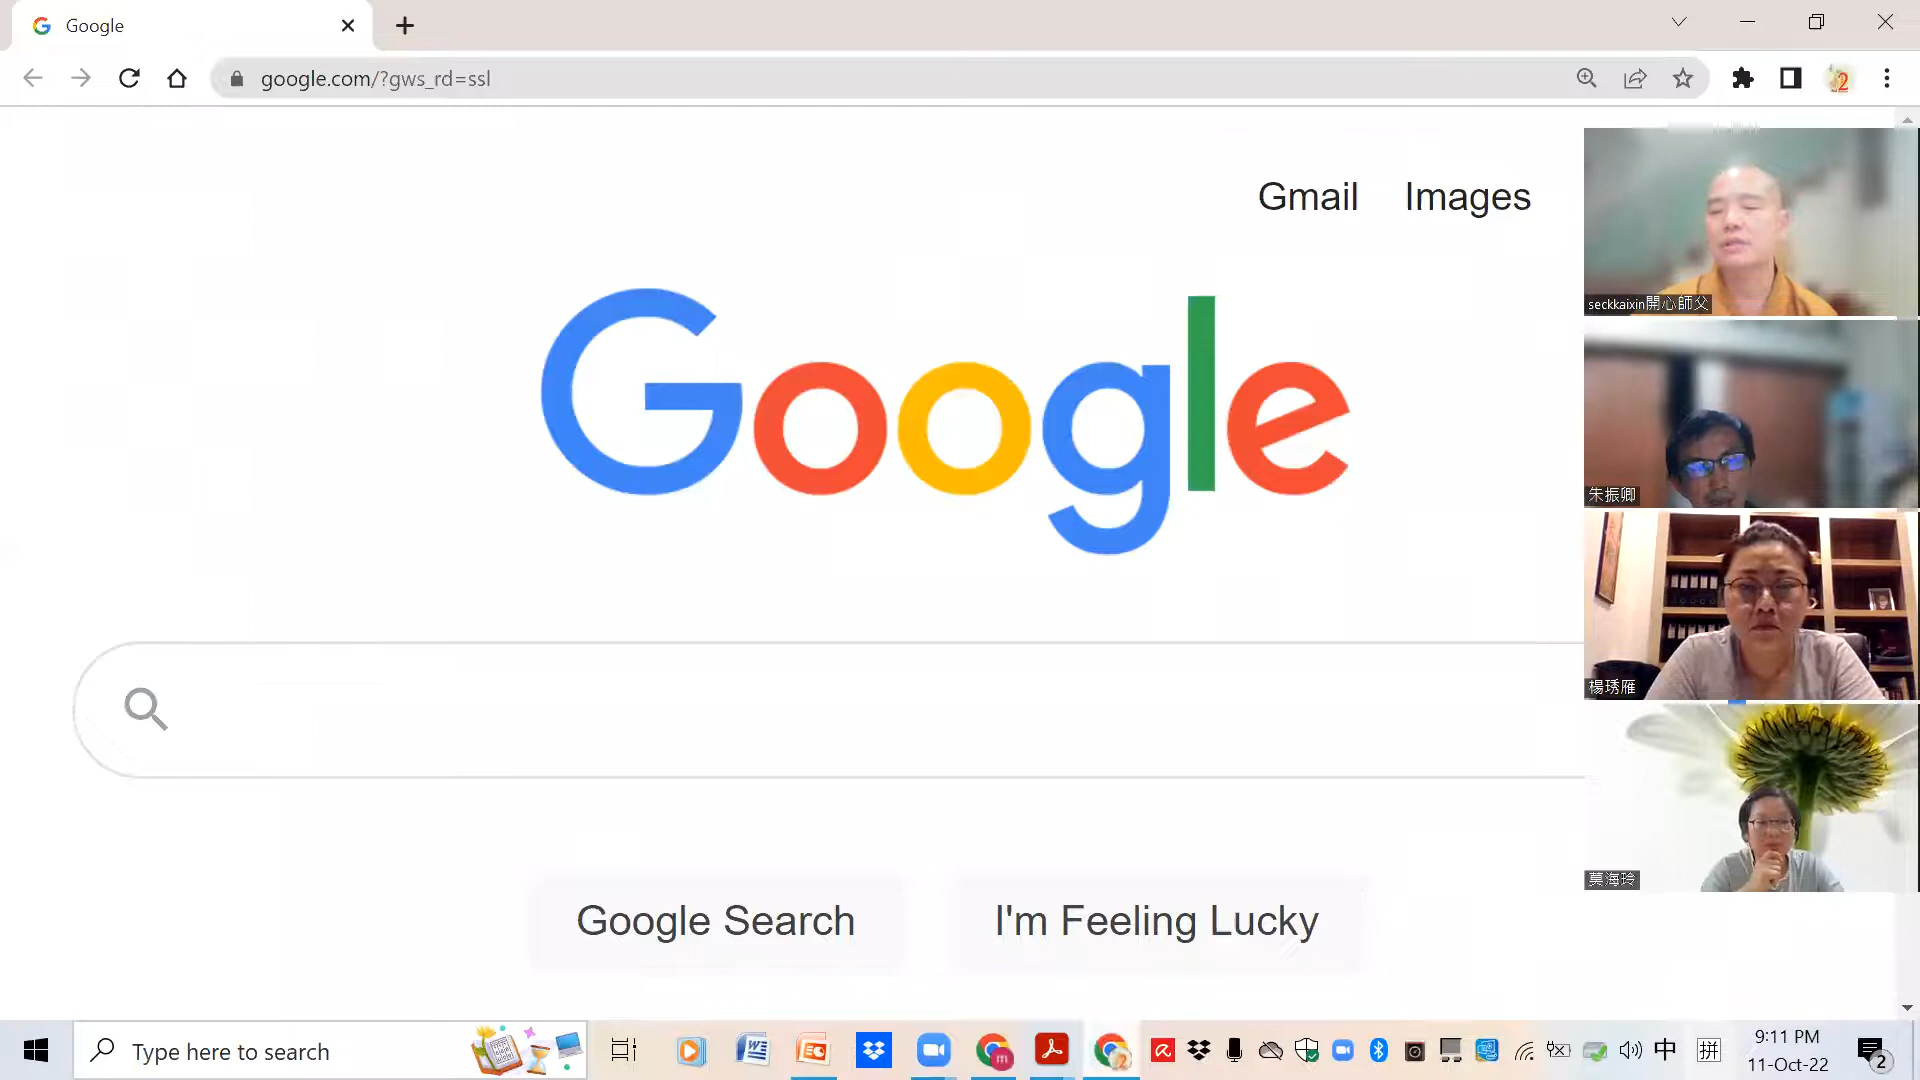 Google
google.com/?gws_rd=ssl
Gmail Images
Google
seckkaixin開心師父
朱振卿
楊琇雁
莫海玲
Google Search
I'm Feeling Lucky
Type here to search
中
拼
9:11 PM
11-Oct-22
2